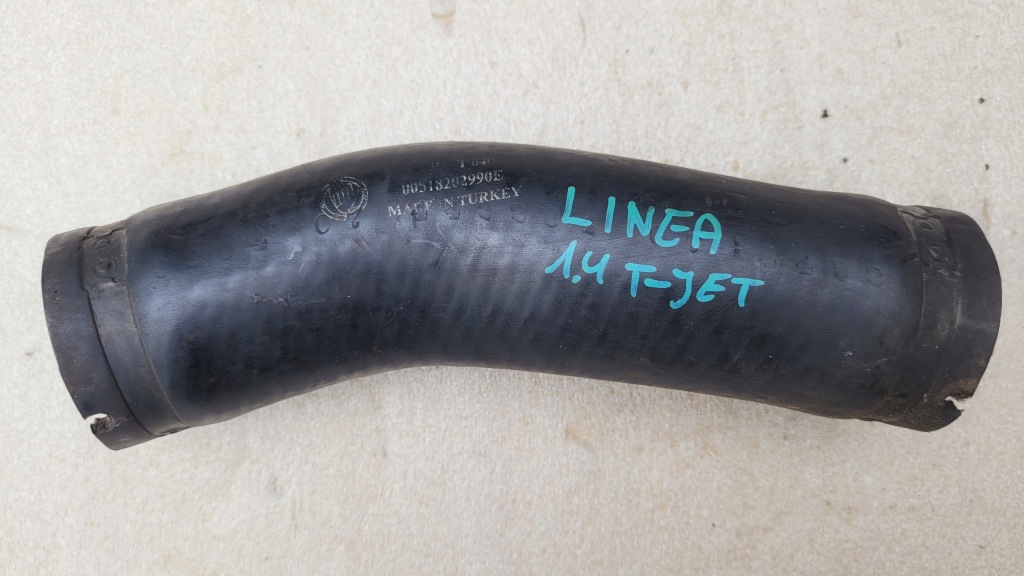 00518202990E
MADE IN TURKEY
LINEA
1.4 T-JET